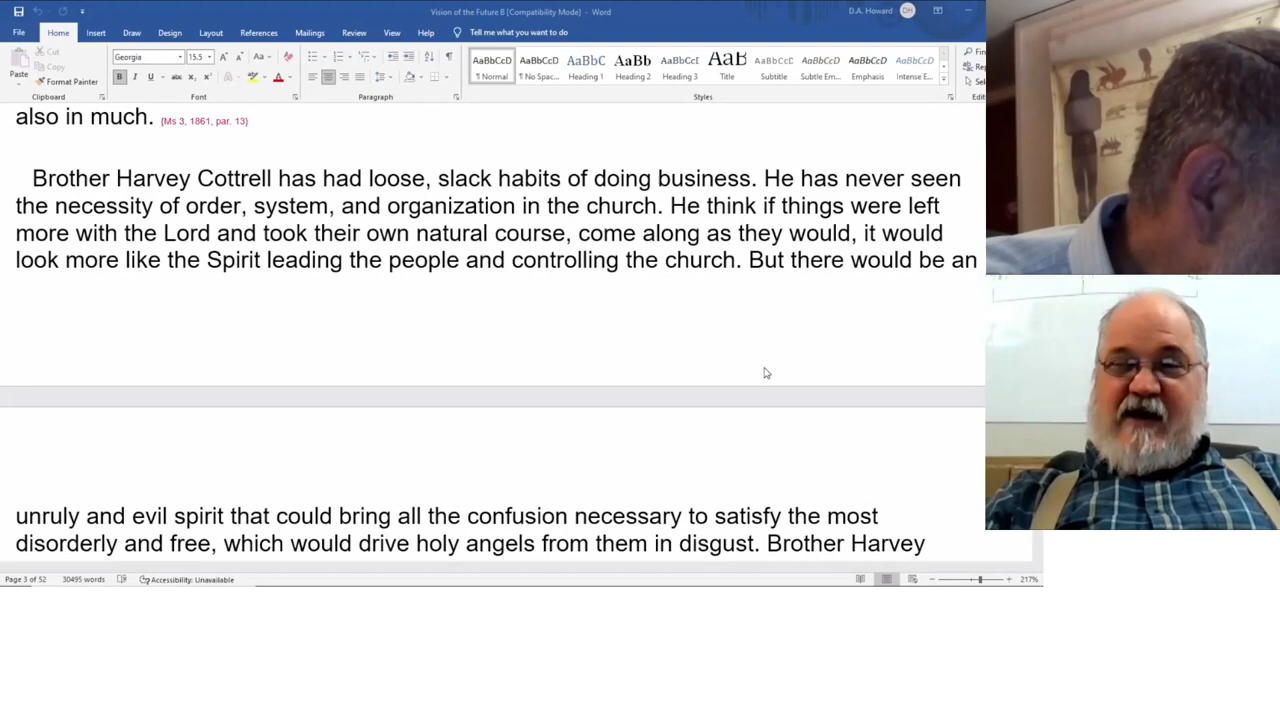 Vision of the Future 8 [Compatibility Mode] - Word
D.A. Howard
DH
File Home Insert Draw Design Layout References Mailings Review View Help Tell me what you want to do
Paste
Cut
Copy
Format Painter
Georgia 15.5
B I U
AaBbCcD AaBbCcD AaBbC AaBb AaBbCcI AaB AaBbCcD AaBbCcD AaBbCcD AaBbCcI
¶ Normal ¶ No Spac... Heading 1 Heading 2 Heading 3 Title Subtitle Subtle Em... Emphasis Intense E...
Clipboard Font Paragraph Styles
also in much. {Ms 3, 1861, par. 13}
Brother Harvey Cottrell has had loose, slack habits of doing business. He has never seen
the necessity of order, system, and organization in the church. He think if things were left
more with the Lord and took their own natural course, come along as they would, it would
look more like the Spirit leading the people and controlling the church. But there would be an
unruly and evil spirit that could bring all the confusion necessary to satisfy the most
disorderly and free, which would drive holy angels from them in disgust. Brother Harvey
Page 3 of 52 30495 words Accessibility: Unavailable 217%